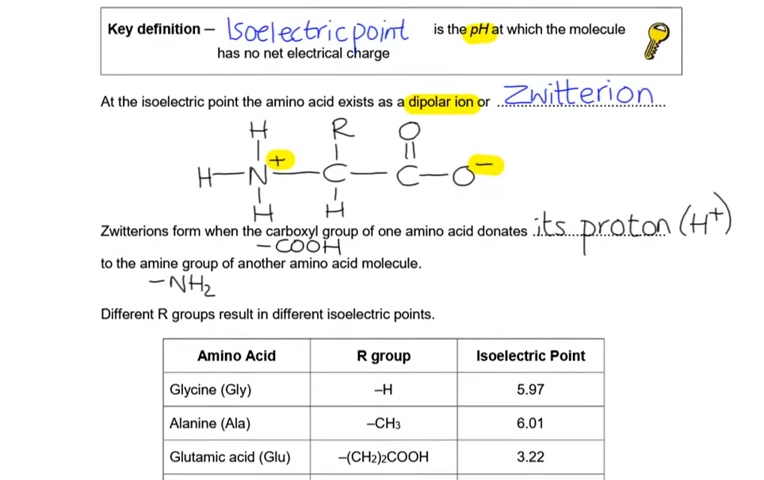 Key definition – Isoelectric point is the pH at which the molecule
has no net electrical charge
At the isoelectric point the amino acid exists as a dipolar ion or ..Zwitterion...
H R O
H–N+–C–C–O−
H H
Zwitterions form when the carboxyl group of one amino acid donates ..its proton (H+)
–COOH
to the amine group of another amino acid molecule.
–NH₂
Different R groups result in different isoelectric points.
Amino Acid R group Isoelectric Point
Glycine (Gly) –H 5.97
Alanine (Ala) –CH₃ 6.01
Glutamic acid (Glu) –(CH₂)₂COOH 3.22